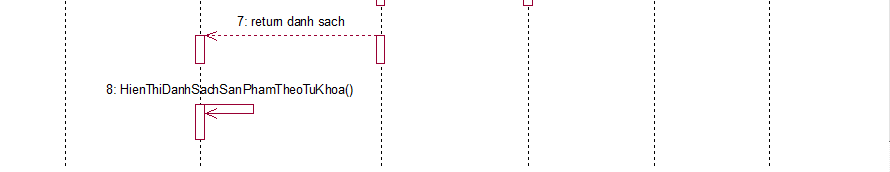 7: return danh sach
8: HienThiDanhSachSanPhamTheoTuKhoa()